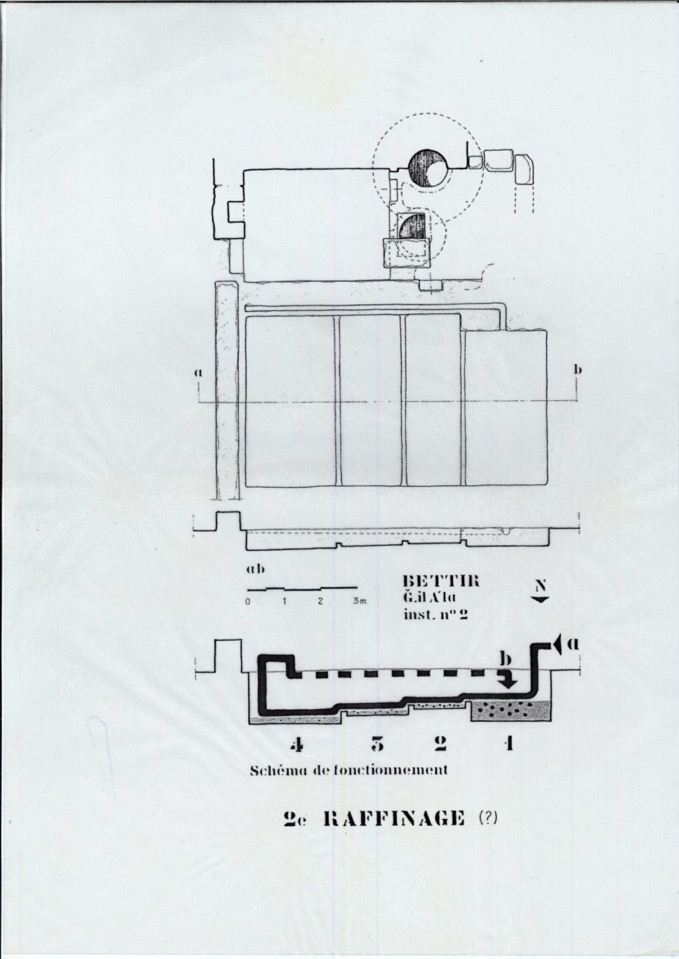 a
b
ab
0 1 2 3m.
BETTIR
Ğ. il A'la
inst. nº 2
N
a
b
4 3 2 1
Schéma de fonctionnement
2e RAFFINAGE (?)